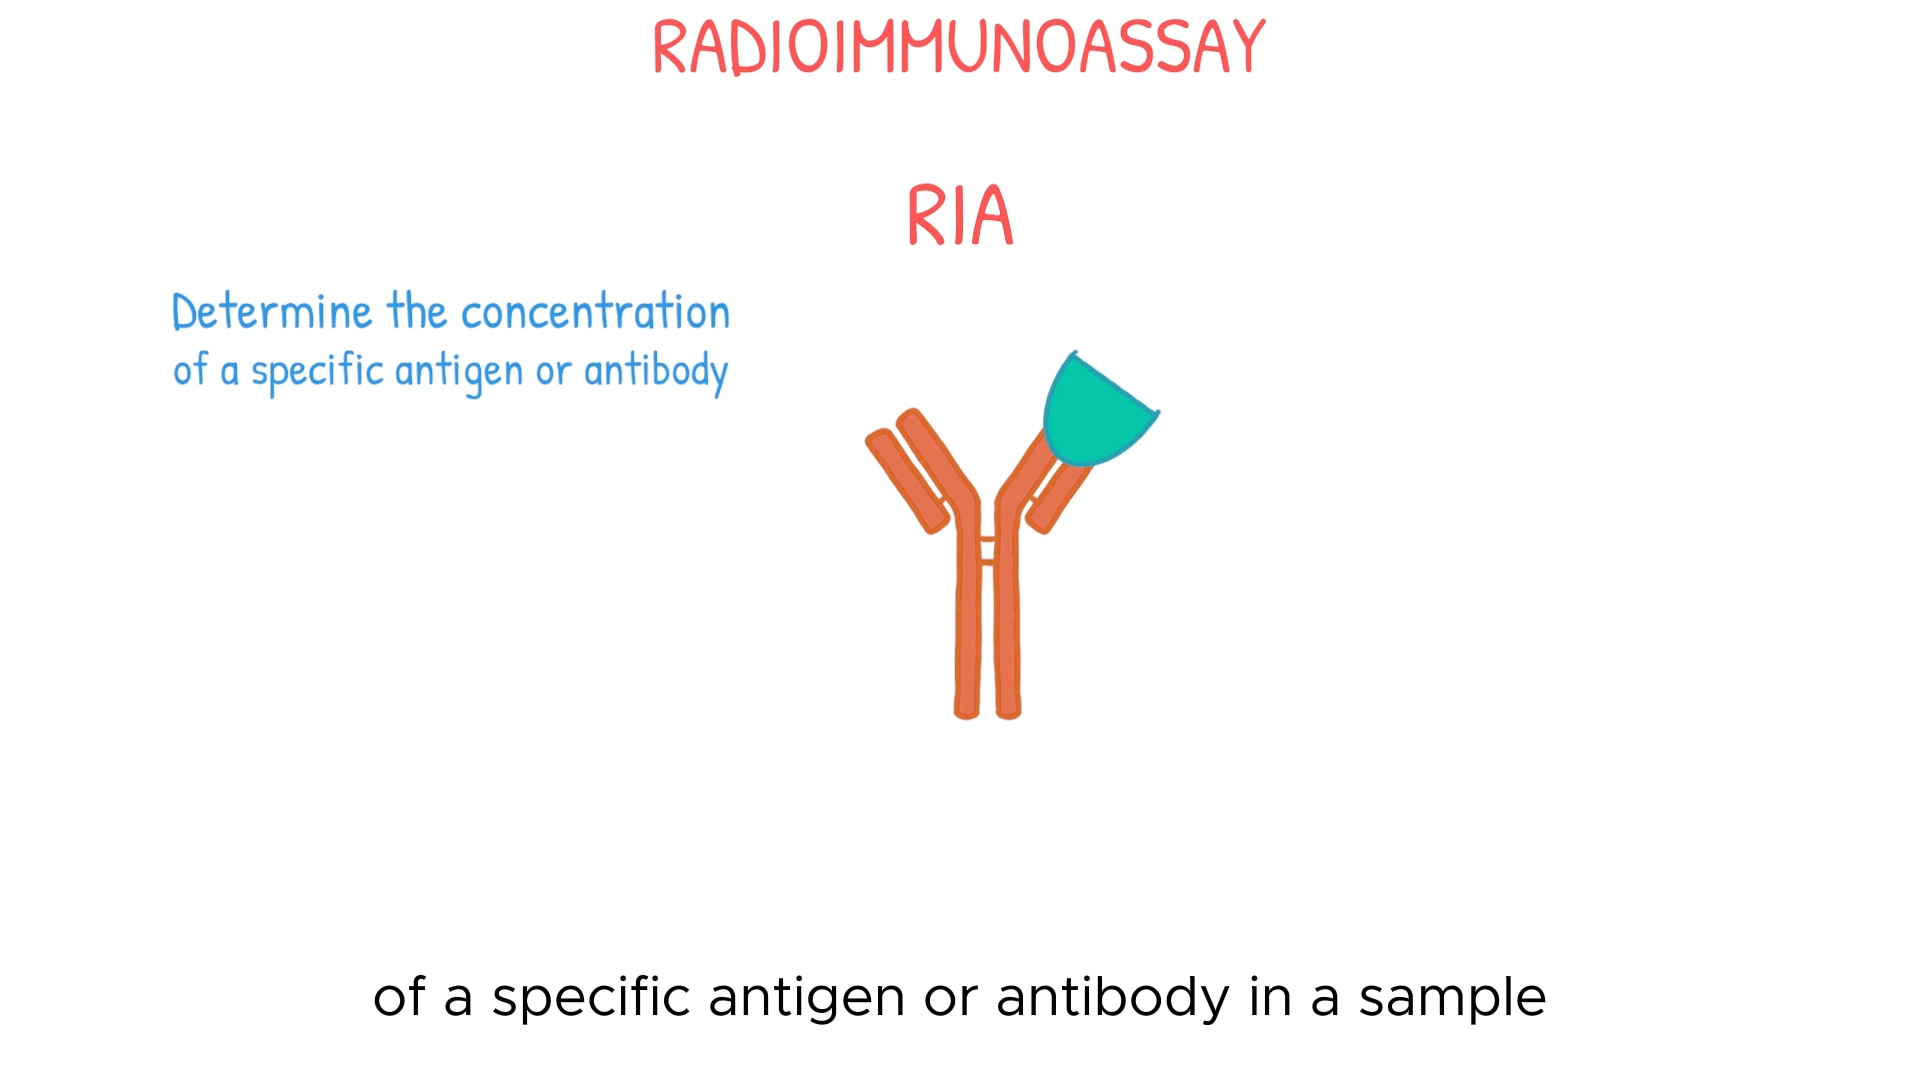 RADIOIMMUNOASSAY
RIA
Determine the concentration
of a specific antigen or antibody
of a specific antigen or antibody in a sample